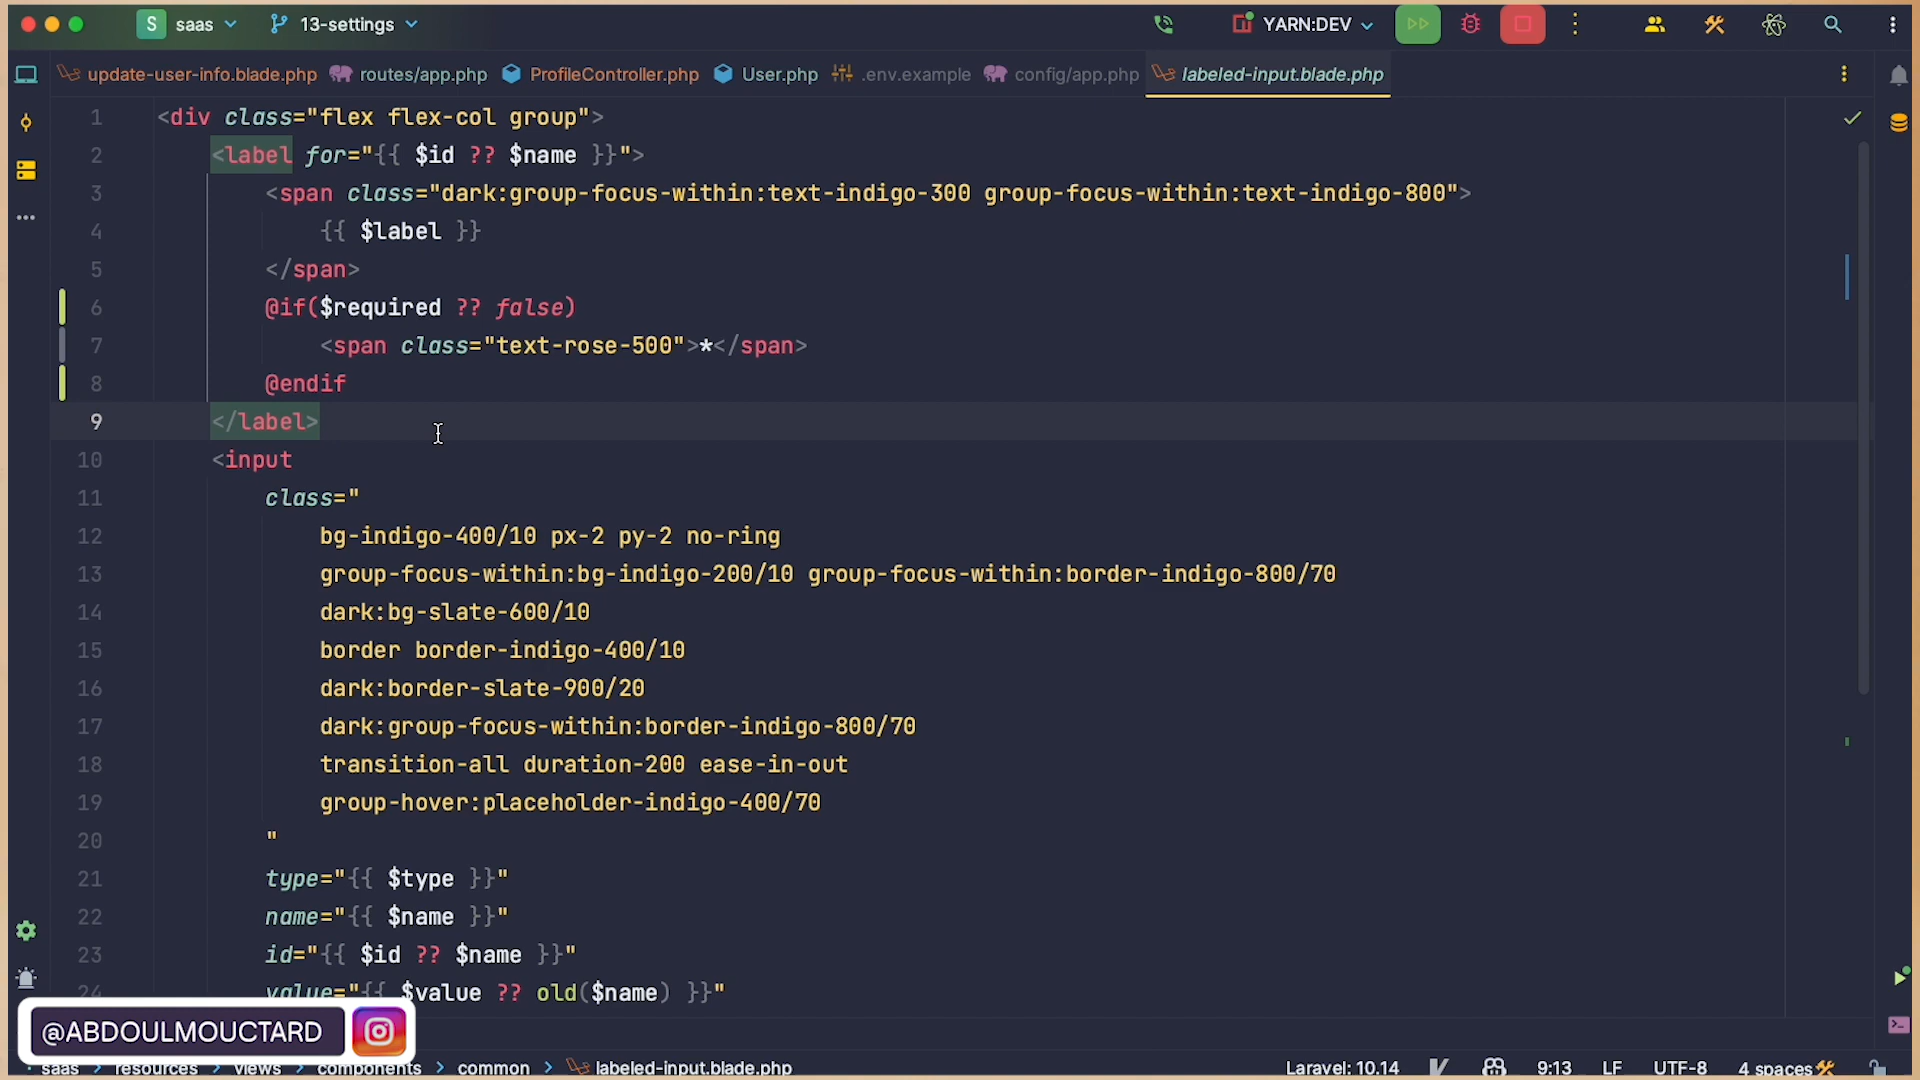 S saas 13-settings YARN:DEV
update-user-info.blade.php routes/app.php ProfileController.php User.php .env.example config/app.php labeled-input.blade.php
1 <div class="flex flex-col group">
2 <label for="{{ $id ?? $name }}">
3 <span class="dark:group-focus-within:text-indigo-300 group-focus-within:text-indigo-800">
4 {{ $label }}
5 </span>
6 @if($required ?? false)
7 <span class="text-rose-500">*</span>
8 @endif
9 </label>
10 <input
11 class="
12 bg-indigo-400/10 px-2 py-2 no-ring
13 group-focus-within:bg-indigo-200/10 group-focus-within:border-indigo-800/70
14 dark:bg-slate-600/10
15 border border-indigo-400/10
16 dark:border-slate-900/20
17 dark:group-focus-within:border-indigo-800/70
18 transition-all duration-200 ease-in-out
19 group-hover:placeholder-indigo-400/70
20 "
21 type="{{ $type }}"
22 name="{{ $name }}"
23 id="{{ $id ?? $name }}"
24 value="{{ $value ?? old($name) }}"
@ABDOULMOUCTARD
saas resources views components common labeled-input.blade.php Laravel: 10.14 9:13 LF UTF-8 4 spaces